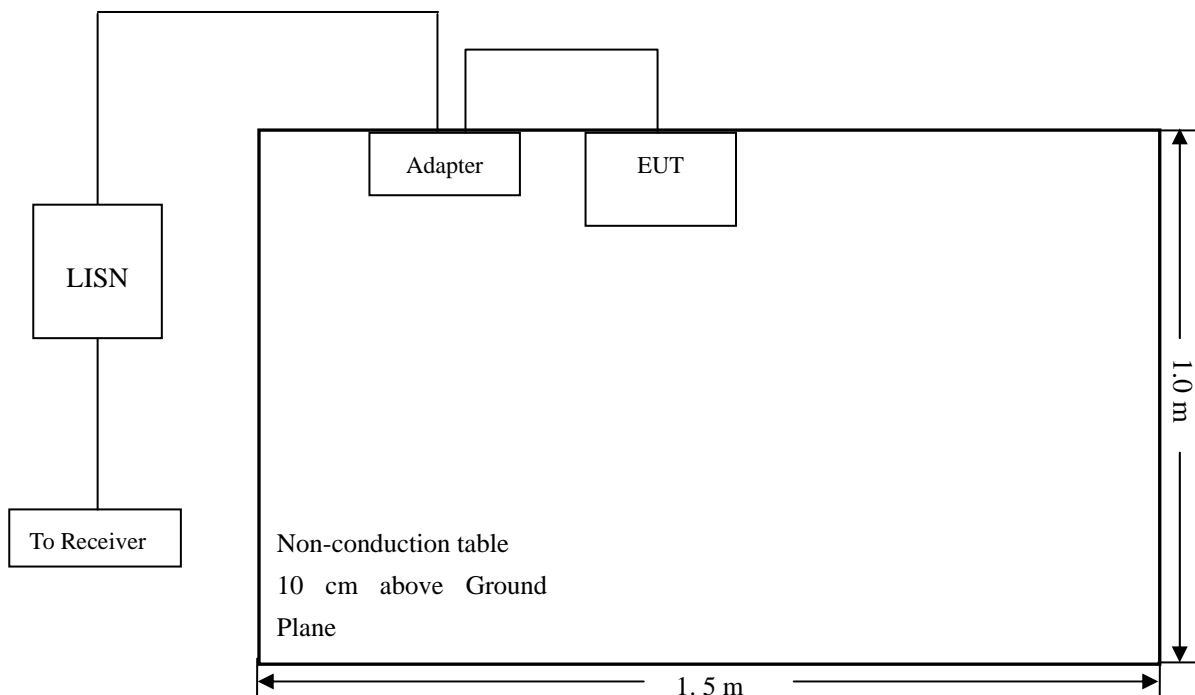 Adapter
EUT
LISN
1.0 m
To Receiver
Non-conduction table
10 cm above Ground
Plane
1. 5 m